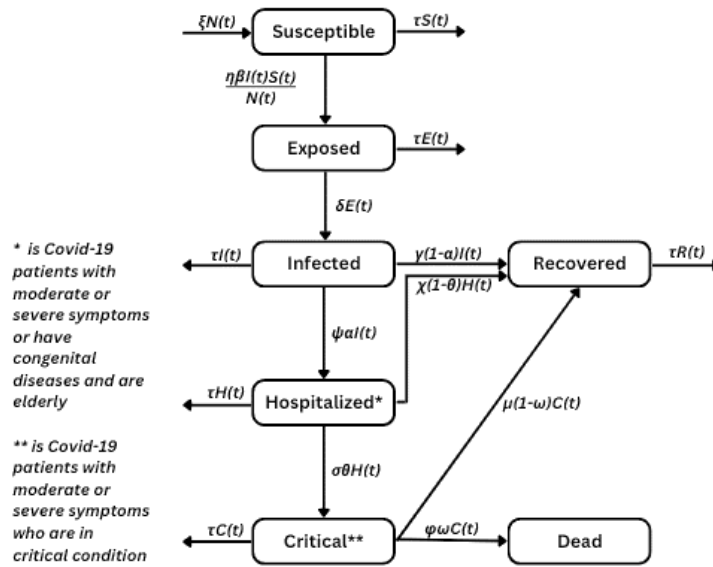 ξN(t)
Susceptible
τS(t)
ηβI(t)S(t)
N(t)
Exposed
τE(t)
δE(t)
τI(t)
Infected
γ(1-α)I(t)
Recovered
τR(t)
χ(1-θ)H(t)
* is Covid-19
patients with
moderate or
severe symptoms
or have
congenital
diseases and are
elderly
ψαI(t)
τH(t)
Hospitalized*
μ(1-ω)C(t)
** is Covid-19
patients with
moderate or
severe symptoms
who are in
critical condition
σθH(t)
τC(t)
Critical**
φωC(t)
Dead